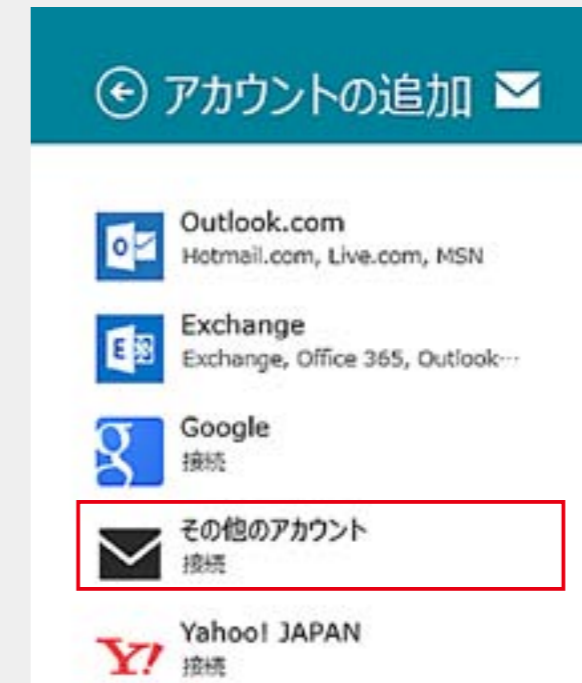 アカウントの追加
Outlook.com
Hotmail.com, Live.com, MSN
Exchange
Exchange, Office 365, Outlook…
Google
接続
その他のアカウント
接続
Yahoo! JAPAN
接続